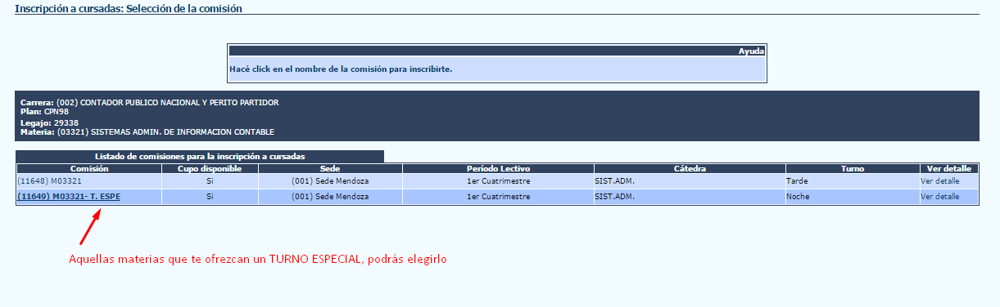 Inscripción a cursadas: Selección de la comisión
Ayuda
Hacé click en el nombre de la comisión para inscribirte.
Carrera: (002) CONTADOR PUBLICO NACIONAL Y PERITO PARTIDOR
Plan: CPN98
Legajo: 29338
Materia: (03321) SISTEMAS ADMIN. DE INFORMACION CONTABLE
Listado de comisiones para la inscripción a cursadas
Comisión Cupo disponible Sede Período Lectivo Cátedra Turno Ver detalle
(11648) M03321 Si (001) Sede Mendoza 1er Cuatrimestre SIST.ADM. Tarde Ver detalle
(11649) M03321- T. ESPE Si (001) Sede Mendoza 1er Cuatrimestre SIST.ADM. Noche Ver detalle
Aquellas materias que te ofrezcan un TURNO ESPECIAL, podrás elegirlo